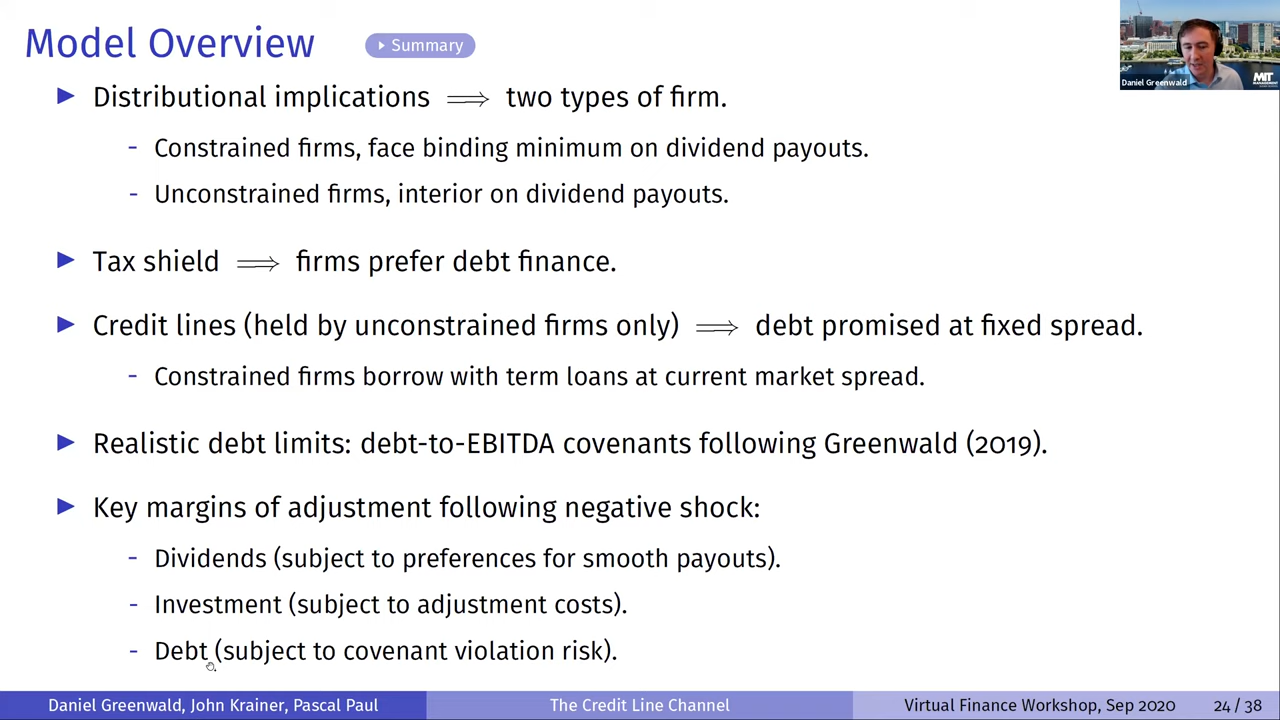 Model Overview
Summary
Daniel Greenwald
MIT
MANAGEMENT
Distributional implications ⟹ two types of firm.
- Constrained firms, face binding minimum on dividend payouts.
- Unconstrained firms, interior on dividend payouts.
Tax shield ⟹ firms prefer debt finance.
Credit lines (held by unconstrained firms only) ⟹ debt promised at fixed spread.
- Constrained firms borrow with term loans at current market spread.
Realistic debt limits: debt-to-EBITDA covenants following Greenwald (2019).
Key margins of adjustment following negative shock:
- Dividends (subject to preferences for smooth payouts).
- Investment (subject to adjustment costs).
- Debt (subject to covenant violation risk).
Daniel Greenwald, John Krainer, Pascal Paul
The Credit Line Channel
Virtual Finance Workshop, Sep 2020
24 / 38